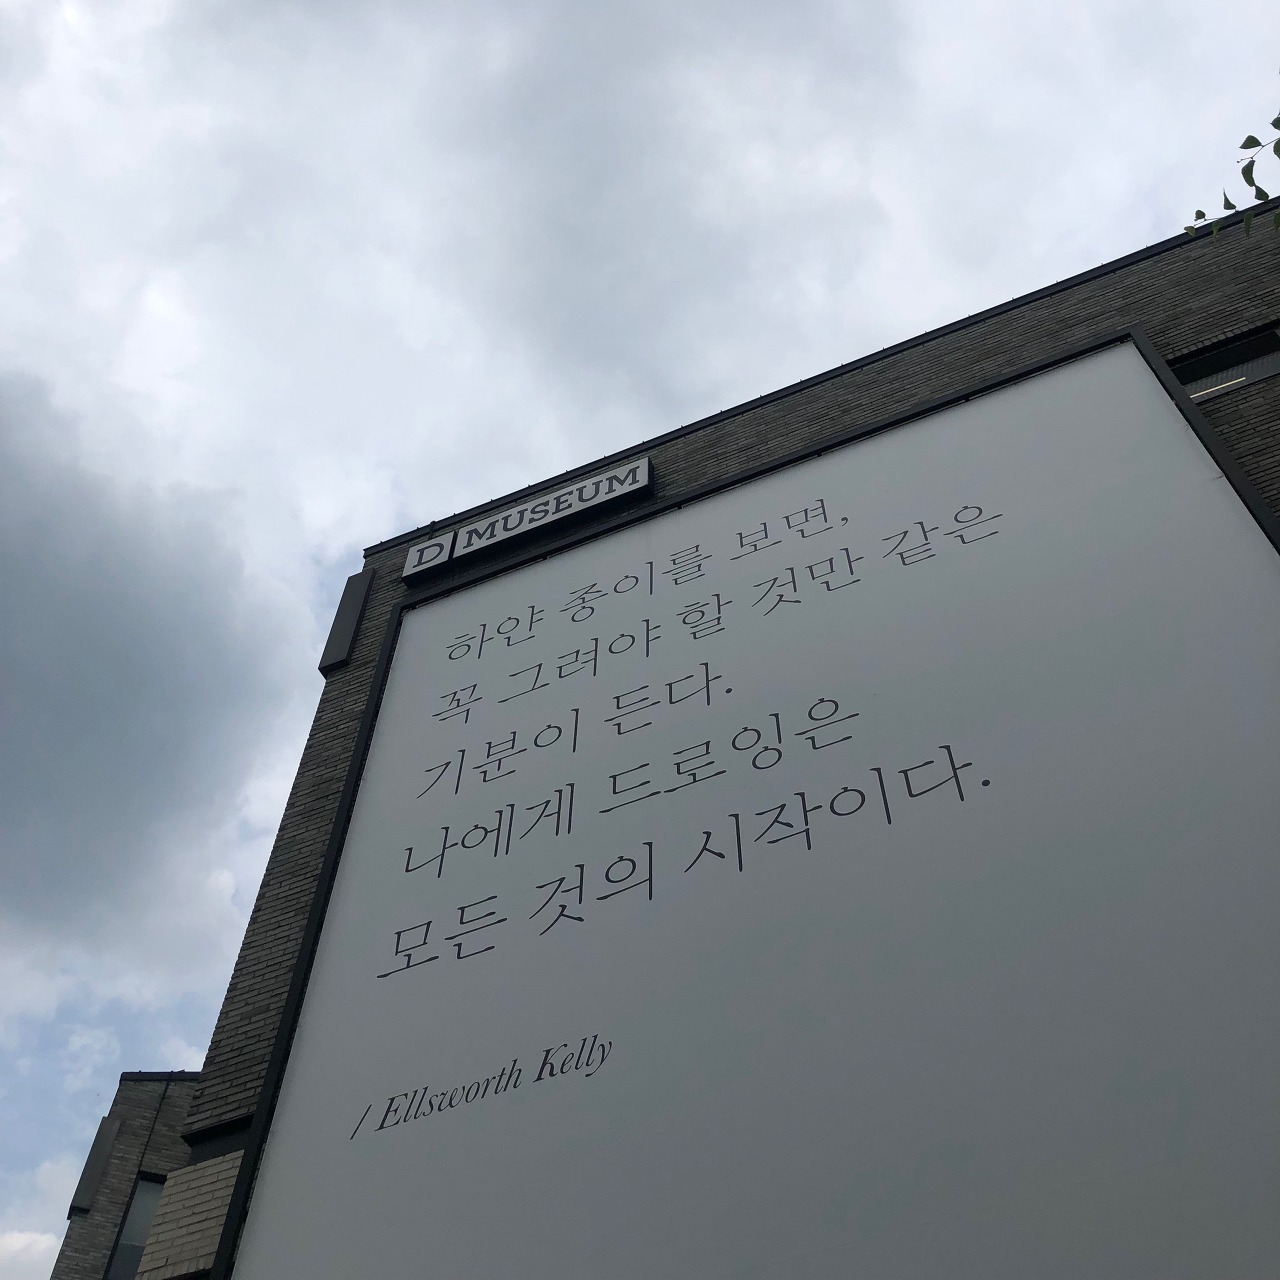 D MUSEUM
하얀 종이를 보면,
꼭 그려야 할 것만 같은
기분이 든다.
나에게 드로잉은
모든 것의 시작이다.
/ Ellsworth Kelly